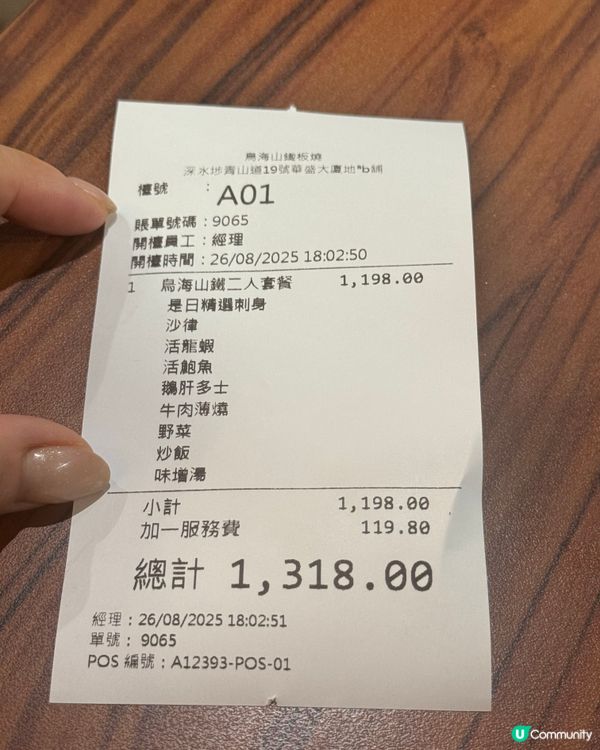 鳥海山鐵板燒
深水埗青山道19號華盛大廈地"b舖
檯號 : A01
賬單號碼 : 9065
開檯員工 : 經理
開檯時間 : 26/08/2025 18:02:50
1 鳥海山鐵二人套餐 1,198.00
是日精選刺身
沙律
活龍蝦
活鮑魚
鵝肝多士
牛肉薄燒
野菜
炒飯
味增湯
小計 1,198.00
加一服務費 119.80
總計 1,318.00
經理 : 26/08/2025 18:02:51
單號 : 9065
POS 編號 : A12393-POS-01
U Community